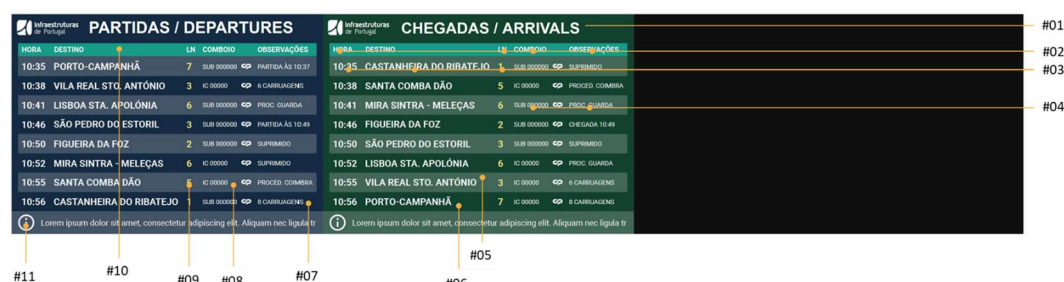 Infraestruturas de Portugal PARTIDAS / DEPARTURES
HORA DESTINO LN COMBOIO OBSERVAÇÕES
10:35 PORTO-CAMPANHÃ 7 SUB 000000 PARTIDA ÀS 10:37
10:38 VILA REAL STO. ANTÓNIO 3 IC 00000 6 CARRUAGENS
10:41 LISBOA STA. APOLÓNIA 6 SUB 000000 PROC. GUARDA
10:46 SÃO PEDRO DO ESTORIL 3 SUB 000000 PARTIDA ÀS 10:49
10:50 FIGUEIRA DA FOZ 2 SUB 000000 SUPRIMIDO
10:52 MIRA SINTRA - MELEÇAS 6 IC 00000 SUPRIMIDO
10:55 SANTA COMBA DÃO 5 IC 00000 PROCED. COIMBRA
10:56 CASTANHEIRA DO RIBATEJO 1 SUB 000000 8 CARRUAGENS
Lorem ipsum dolor sit amet, consectetur adipiscing elit. Aliquam nec ligula tr
Infraestruturas de Portugal CHEGADAS / ARRIVALS
HORA DESTINO LN COMBOIO OBSERVAÇÕES
10:35 CASTANHEIRA DO RIBATEJO 1 SUB 000000 SUPRIMIDO
10:38 SANTA COMBA DÃO 5 IC 00000 PROCED. COIMBRA
10:41 MIRA SINTRA - MELEÇAS 6 SUB 000000 PROC. GUARDA
10:46 FIGUEIRA DA FOZ 2 SUB 000000 CHEGADA 10:49
10:50 SÃO PEDRO DO ESTORIL 3 SUB 000000 SUPRIMIDO
10:52 LISBOA STA. APOLÓNIA 6 IC 00000 PROC. GUARDA
10:55 VILA REAL STO. ANTÓNIO 3 IC 00000 6 CARRUAGENS
10:56 PORTO-CAMPANHÃ 7 IC 00000 8 CARRUAGENS
Lorem ipsum dolor sit amet, consectetur adipiscing elit. Aliquam nec ligula tr
#01
#02
#03
#04
#05
#06
#07
#08
#09
#10
#11